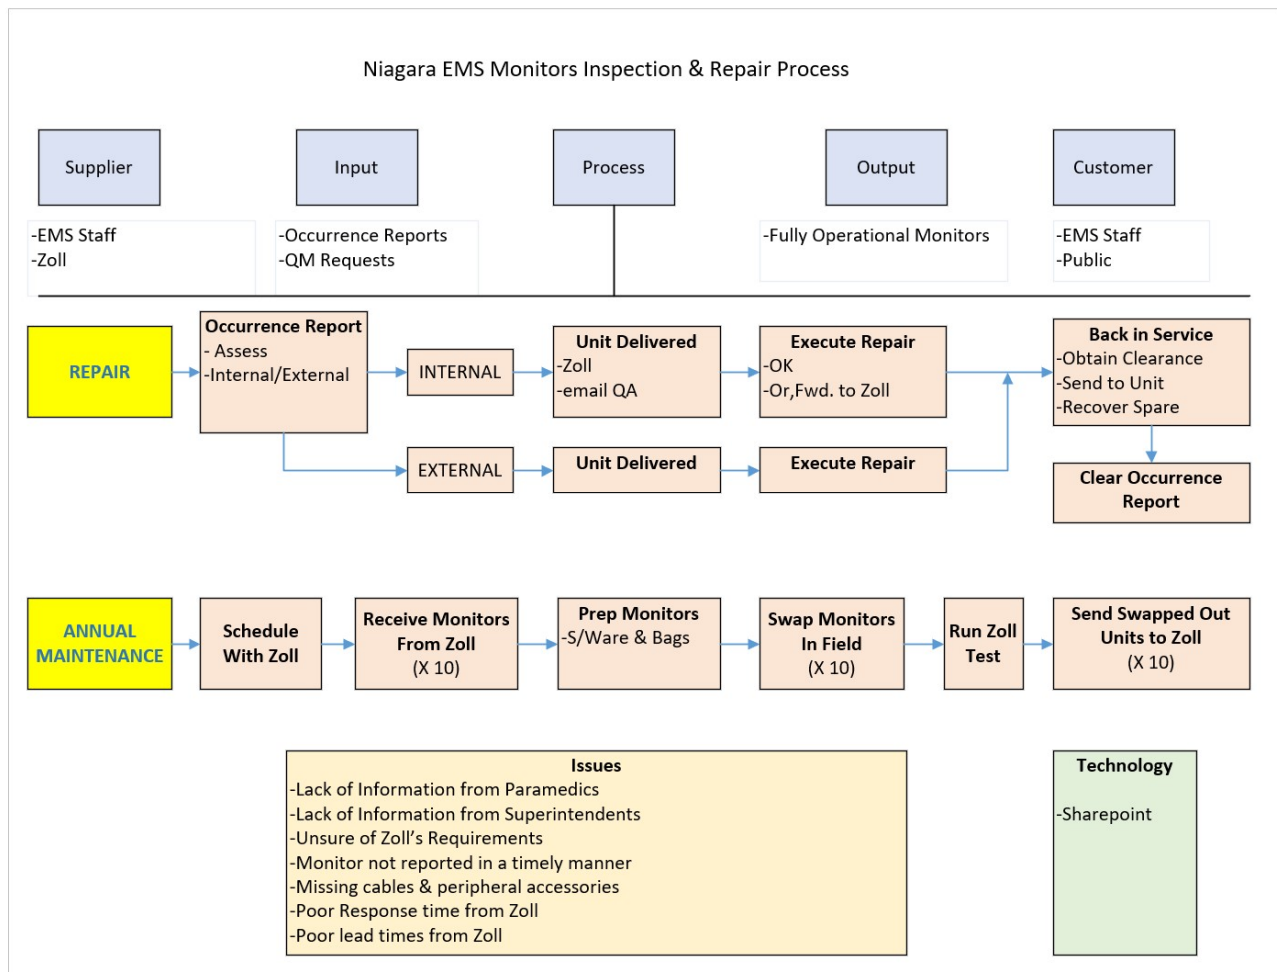 Niagara EMS Monitors Inspection & Repair Process
Supplier
Input
Process
Output
Customer
-EMS Staff
-Zoll
-Occurrence Reports
-QM Requests
-Fully Operational Monitors
-EMS Staff
-Public
REPAIR
Occurrence Report
- Assess
-Internal/External
INTERNAL
Unit Delivered
-Zoll
-email QA
Execute Repair
-OK
-Or,Fwd. to Zoll
Back in Service
-Obtain Clearance
-Send to Unit
-Recover Spare
EXTERNAL
Unit Delivered
Execute Repair
Clear Occurrence
Report
ANNUAL
MAINTENANCE
Schedule
With Zoll
Receive Monitors
From Zoll
(X 10)
Prep Monitors
-S/Ware & Bags
Swap Monitors
In Field
(X 10)
Run Zoll
Test
Send Swapped Out
Units to Zoll
(X 10)
Issues
-Lack of Information from Paramedics
-Lack of Information from Superintendents
-Unsure of Zoll’s Requirements
-Monitor not reported in a timely manner
-Missing cables & peripheral accessories
-Poor Response time from Zoll
-Poor lead times from Zoll
Technology
-Sharepoint